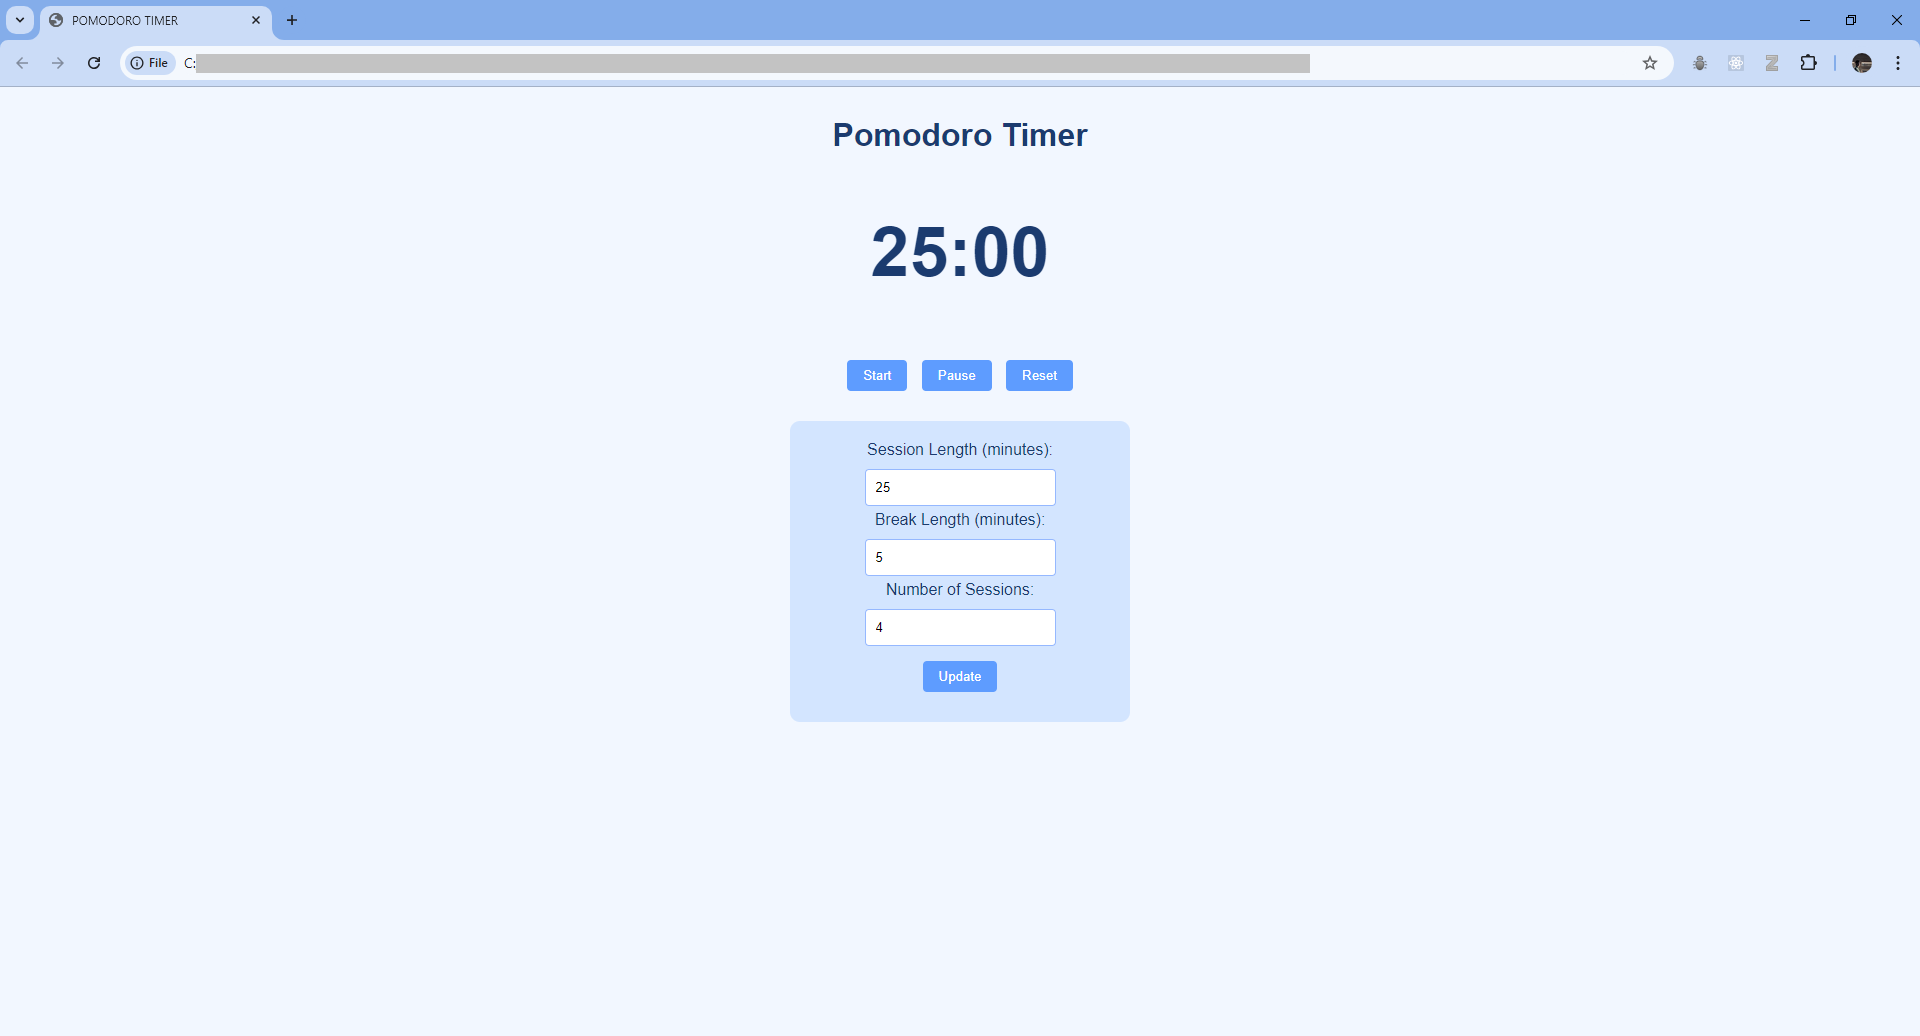 POMODORO TIMER
File C:
Pomodoro Timer
25:00
Start Pause Reset
Session Length (minutes):
25
Break Length (minutes):
5
Number of Sessions:
4
Update